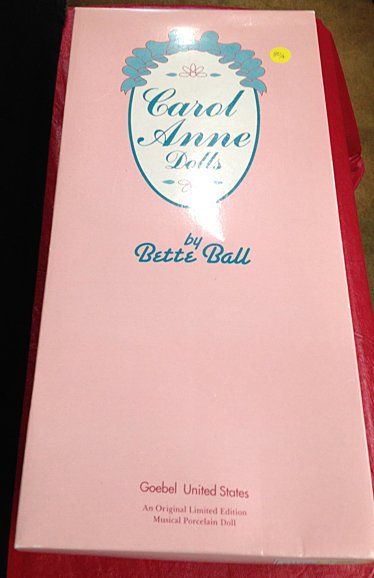 Carol
Anne
Dolls
by
Bette Ball
Goebel United States
An Original Limited Edition
Musical Porcelain Doll